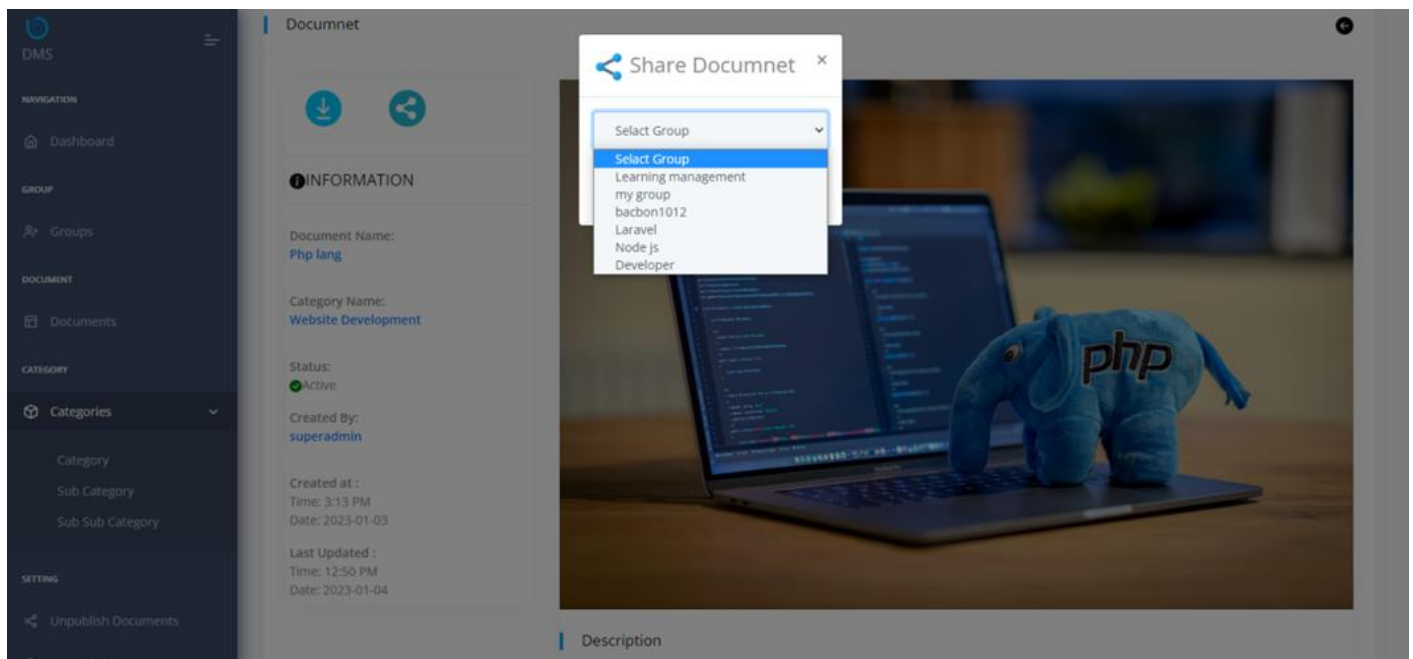 DMS
NAVIGATION
Dashboard
GROUP
Groups
DOCUMENT
Documents
CATEGORY
Categories
Category
Sub Category
Sub Sub Category
SETTING
Unpublish Documents
Documnet
INFORMATION
Document Name:
Php lang
Category Name:
Website Development
Status:
Active
Created By:
superadmin
Created at :
Time: 3:13 PM
Date: 2023-01-03
Last Updated :
Time: 12:50 PM
Date: 2023-01-04
Share Documnet ×
Selact Group
Selact Group
Learning management
my group
bacbon1012
Laravel
Node js
Developer
php
Description